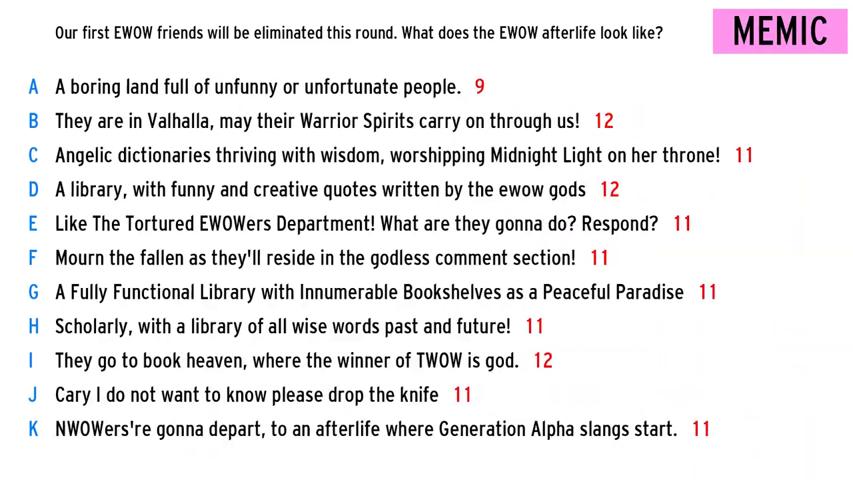 Our first EWOW friends will be eliminated this round. What does the EWOW afterlife look like?
MEMIC
A A boring land full of unfunny or unfortunate people. 9
B They are in Valhalla, may their Warrior Spirits carry on through us! 12
C Angelic dictionaries thriving with wisdom, worshipping Midnight Light on her throne! 11
D A library, with funny and creative quotes written by the ewow gods 12
E Like The Tortured EWOWers Department! What are they gonna do? Respond? 11
F Mourn the fallen as they'll reside in the godless comment section! 11
G A Fully Functional Library with Innumerable Bookshelves as a Peaceful Paradise 11
H Scholarly, with a library of all wise words past and future! 11
I They go to book heaven, where the winner of TWOW is god. 12
J Cary I do not want to know please drop the knife 11
K NWOWers're gonna depart, to an afterlife where Generation Alpha slangs start. 11